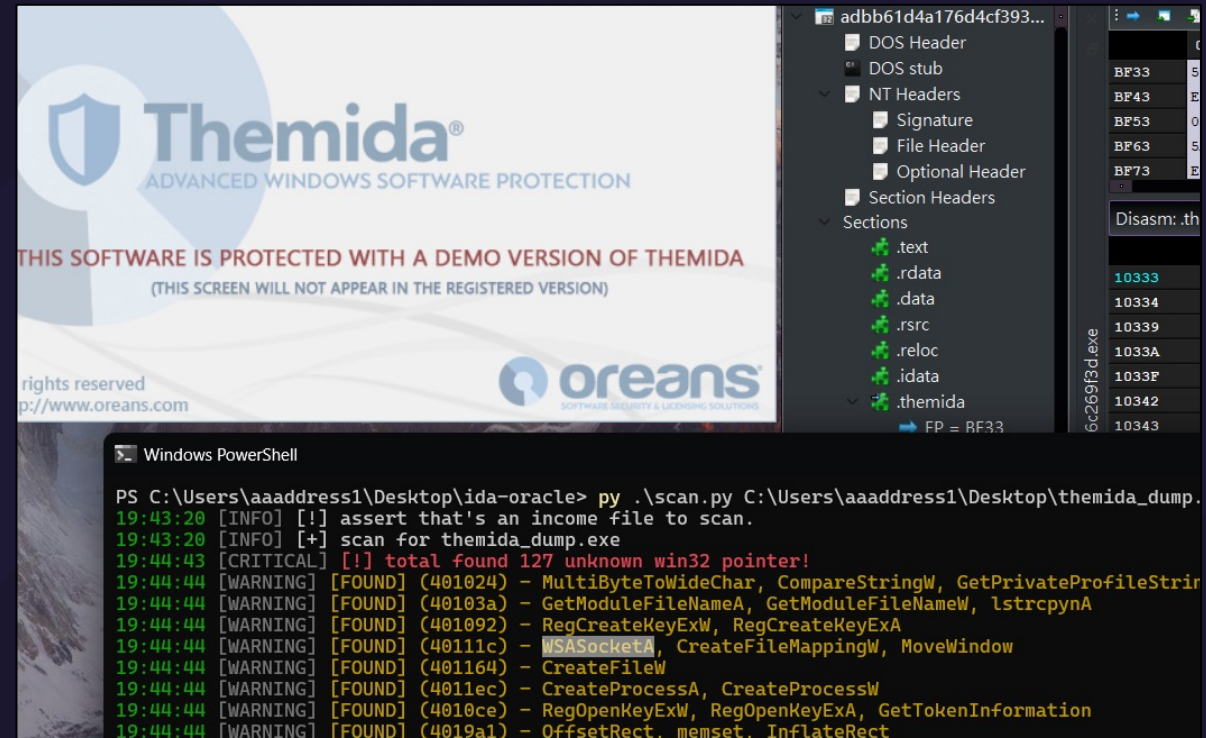 Themida®
ADVANCED WINDOWS SOFTWARE PROTECTION
THIS SOFTWARE IS PROTECTED WITH A DEMO VERSION OF THEMIDA
(THIS SCREEN WILL NOT APPEAR IN THE REGISTERED VERSION)
rights reserved
p://www.oreans.com
oreans
SOFTWARE SECURITY & LICENSING SOLUTIONS
adbb61d4a176d4cf393...
DOS Header
DOS stub
NT Headers
Signature
File Header
Optional Header
Section Headers
Sections
.text
.rdata
.data
.rsrc
.reloc
.idata
.themida
EP = BF33
BF33 5
BF43 E
BF53 0
BF63 5
BF73 E
Disasm: .th
10333
10334
10339
1033A
1033F
10342
10343
6c269f3d.exe
Windows PowerShell
PS C:\Users\aaaddress1\Desktop\ida-oracle> py .\scan.py C:\Users\aaaddress1\Desktop\themida_dump.
19:43:20 [INFO] [!] assert that's an income file to scan.
19:43:20 [INFO] [+] scan for themida_dump.exe
19:44:43 [CRITICAL] [!] total found 127 unknown win32 pointer!
19:44:44 [WARNING] [FOUND] (401024) - MultiByteToWideChar, CompareStringW, GetPrivateProfileStrin
19:44:44 [WARNING] [FOUND] (40103a) - GetModuleFileNameA, GetModuleFileNameW, lstrcpynA
19:44:44 [WARNING] [FOUND] (401092) - RegCreateKeyExW, RegCreateKeyExA
19:44:44 [WARNING] [FOUND] (40111c) - WSASocketA, CreateFileMappingW, MoveWindow
19:44:44 [WARNING] [FOUND] (401164) - CreateFileW
19:44:44 [WARNING] [FOUND] (4011ec) - CreateProcessA, CreateProcessW
19:44:44 [WARNING] [FOUND] (4010ce) - RegOpenKeyExW, RegOpenKeyExA, GetTokenInformation
19:44:44 [WARNING] [FOUND] (4019a1) - OffsetRect, memset, InflateRect